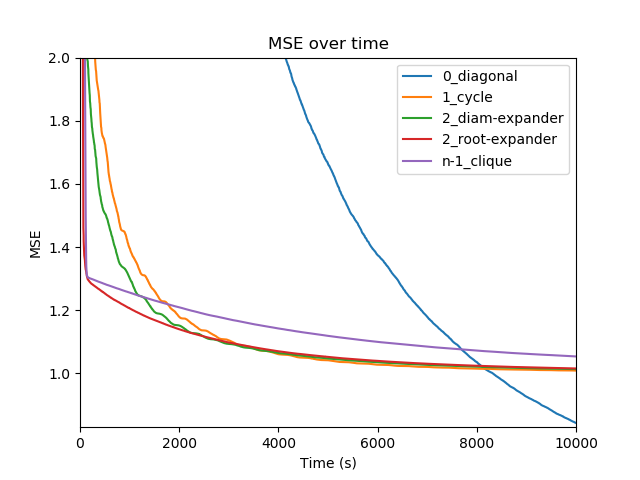 MSE over time
2.0
1.8
1.6
1.4
1.2
1.0
MSE
0_diagonal
1_cycle
2_diam-expander
2_root-expander
n-1_clique
0 2000 4000 6000 8000 10000
Time (s)